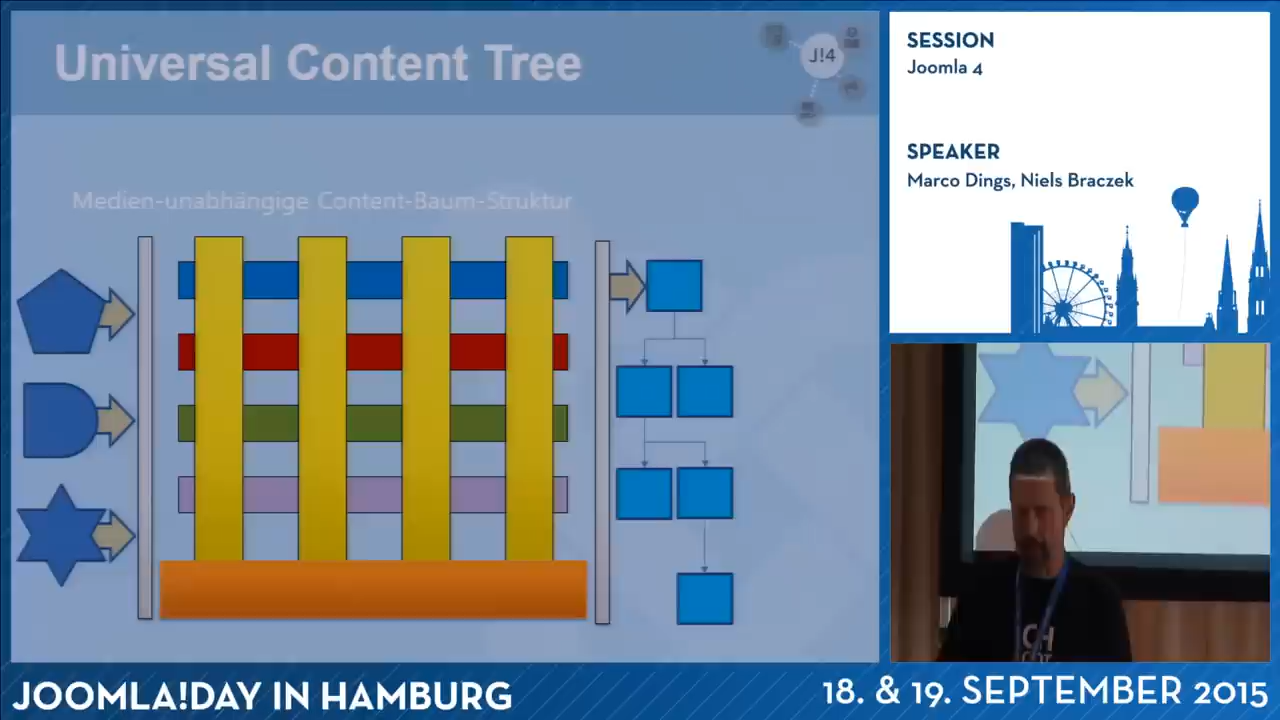 Universal Content Tree
J!4
Medien-unabhängige Content-Baum-Struktur
SESSION
Joomla 4
SPEAKER
Marco Dings, Niels Braczek
CH
JOOMLA!DAY IN HAMBURG
18. & 19. SEPTEMBER 2015